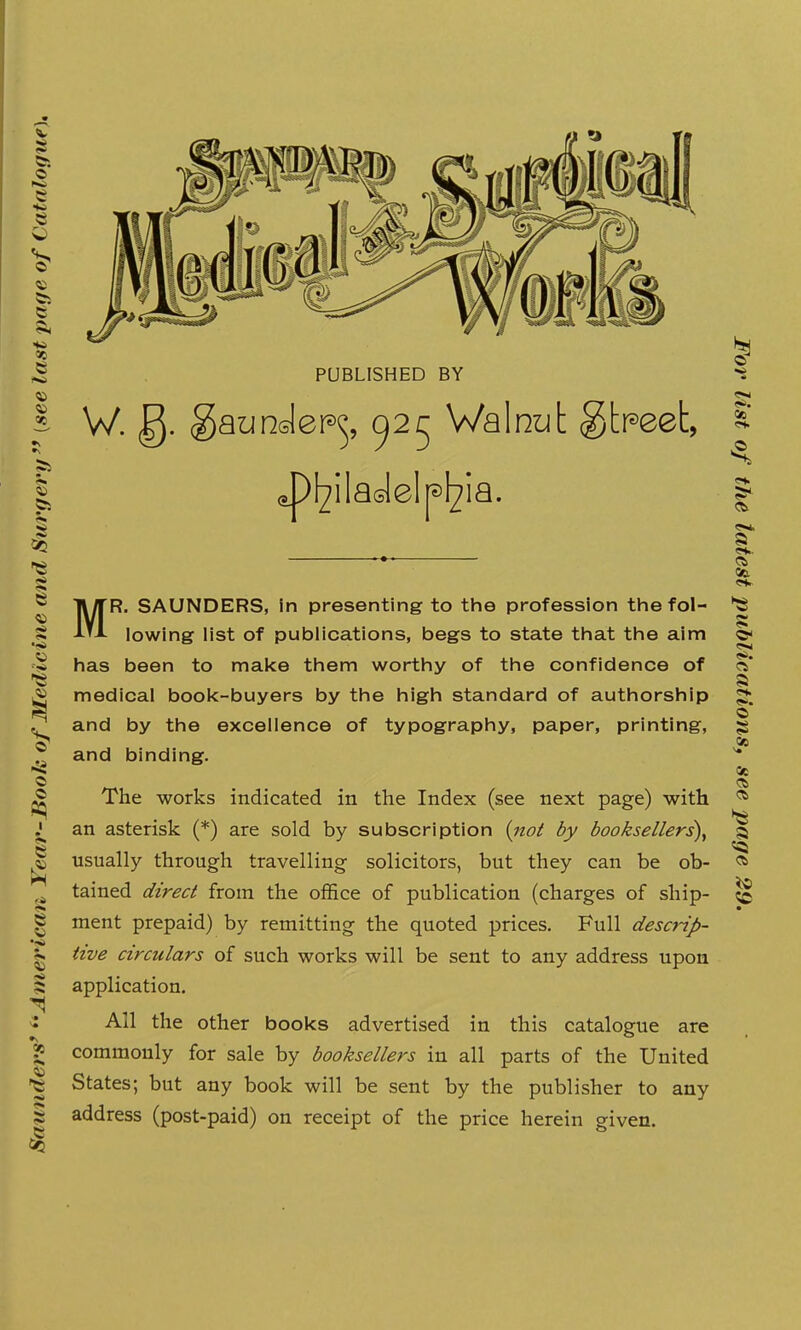 STANDARD
Medical and Surgical
Works
PUBLISHED BY
W. B. Saunders, 925 Walnut Street,
Philadelphia.
MR. SAUNDERS, in presenting to the profession the fol-
lowing list of publications, begs to state that the aim
has been to make them worthy of the confidence of
medical book-buyers by the high standard of authorship
and by the excellence of typography, paper, printing,
and binding.
The works indicated in the Index (see next page) with
an asterisk (*) are sold by subscription (not by booksellers),
usually through travelling solicitors, but they can be ob-
tained direct from the office of publication (charges of ship-
ment prepaid) by remitting the quoted prices. Full descrip-
tive circulars of such works will be sent to any address upon
application.
All the other books advertised in this catalogue are
commonly for sale by booksellers in all parts of the United
States; but any book will be sent by the publisher to any
address (post-paid) on receipt of the price herein given.
Saunders' "American Year-Book of Medicine and Surgery" (see last page of Catalogue).
For list of the latest publications, see page 29.